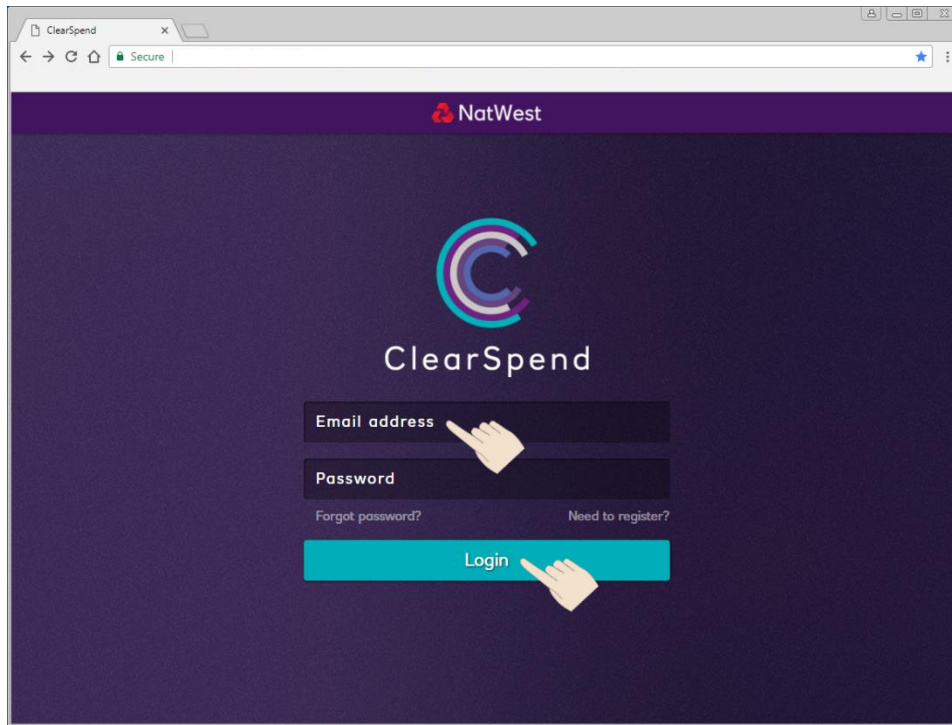 ClearSpend
Secure
NatWest
ClearSpend
Email address
Password
Forgot password? Need to register?
Login